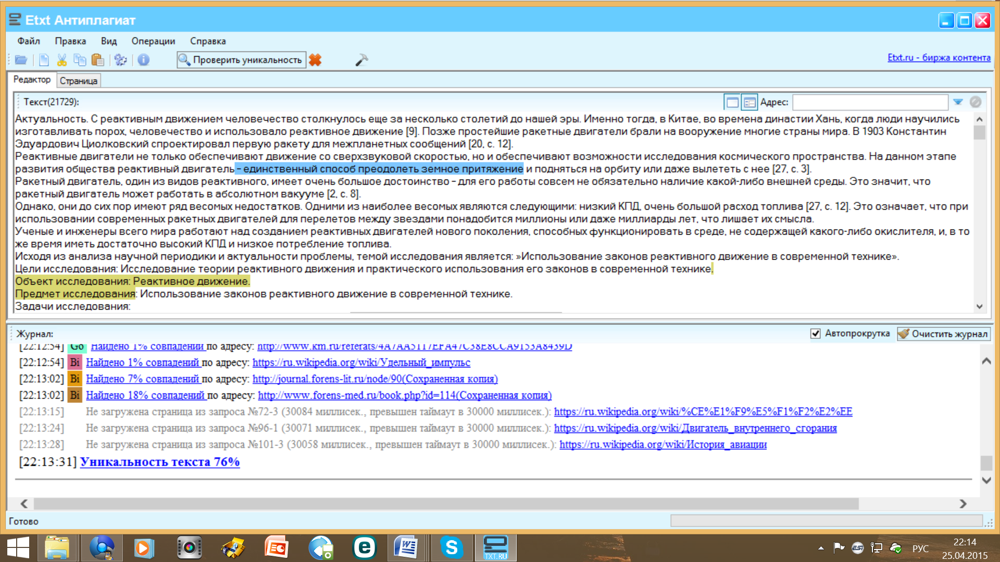 Etxt Антиплагиат
Файл Правка Вид Операции Справка
Проверить уникальность
Etxt.ru - биржа контента
Редактор Страница
Текст(21729): Адрес:
Актуальность. С реактивным движением человечество столкнулось еще за несколько столетий до нашей эры. Именно тогда, в Китае, во времена династии Хань, когда люди научились
изготавливать порох, человечество и использовало реактивное движение [9]. Позже простейшие ракетные двигатели брали на вооружение многие страны мира. В 1903 Константин
Эдуардович Циолковский спроектировал первую ракету для межпланетных сообщений [20, с. 12].
Реактивные двигатели не только обеспечивают движение со сверхзвуковой скоростью, но и обеспечивают возможности исследования космического пространства. На данном этапе
развития общества реактивный двигатель – единственный способ преодолеть земное притяжение и подняться на орбиту или даже вылететь с нее [27, с. 3].
Ракетный двигатель, один из видов реактивного, имеет очень большое достоинство – для его работы совсем не обязательно наличие какой-либо внешней среды. Это значит, что
ракетный двигатель может работать в абсолютном вакууме [2, с. 8].
Однако, они до сих пор имеют ряд весомых недостатков. Одними из наиболее весомых являются следующими: низкий КПД, очень большой расход топлива [27, с. 12]. Это означает, что при
использовании современных ракетных двигателей для перелетов между звездами понадобится миллионы или даже миллиарды лет, что лишает их смысла.
Ученые и инженеры всего мира работают над созданием реактивных двигателей нового поколения, способных функционировать в среде, не содержащей какого-либо окислителя, и, в то
же время иметь достаточно высокий КПД и низкое потребление топлива.
Исходя из анализа научной периодики и актуальности проблемы, темой исследования является: »Использование законов реактивного движение в современной технике».
Цели исследования: Исследование теории реактивного движения и практического использования его законов в современной технике.
Объект исследования: Реактивное движение.
Предмет исследования: Использование законов реактивного движение в современной технике.
Задачи исследования:
Журнал: Автопрокрутка Очистить журнал
[22:12:54] Go Найдено 1% совпадений по адресу: http://www.km.ru/referats/4A7AA5117EFA47C38E8CCA9153A8439D
[22:12:54] Bi Найдено 1% совпадений по адресу: https://ru.wikipedia.org/wiki/Удельный_импульс
[22:13:02] Bi Найдено 7% совпадений по адресу: http://journal.forens-lit.ru/node/90(Сохраненная копия)
[22:13:02] Bi Найдено 18% совпадений по адресу: http://www.forens-med.ru/book.php?id=114(Сохраненная копия)
[22:13:15] Не загружена страница из запроса №72-3 (30084 миллисек., превышен таймаут в 30000 миллисек.): https://ru.wikipedia.org/wiki/%CE%E1%F9%E5%F1%F2%E2%EE
[22:13:24] Не загружена страница из запроса №96-1 (30071 миллисек., превышен таймаут в 30000 миллисек.): https://ru.wikipedia.org/wiki/Двигатель_внутреннего_сгорания
[22:13:28] Не загружена страница из запроса №101-3 (30058 миллисек., превышен таймаут в 30000 миллисек.): https://ru.wikipedia.org/wiki/История_авиации
[22:13:31] Уникальность текста 76%
Готово
TXT.RU
РУС
22:14
25.04.2015